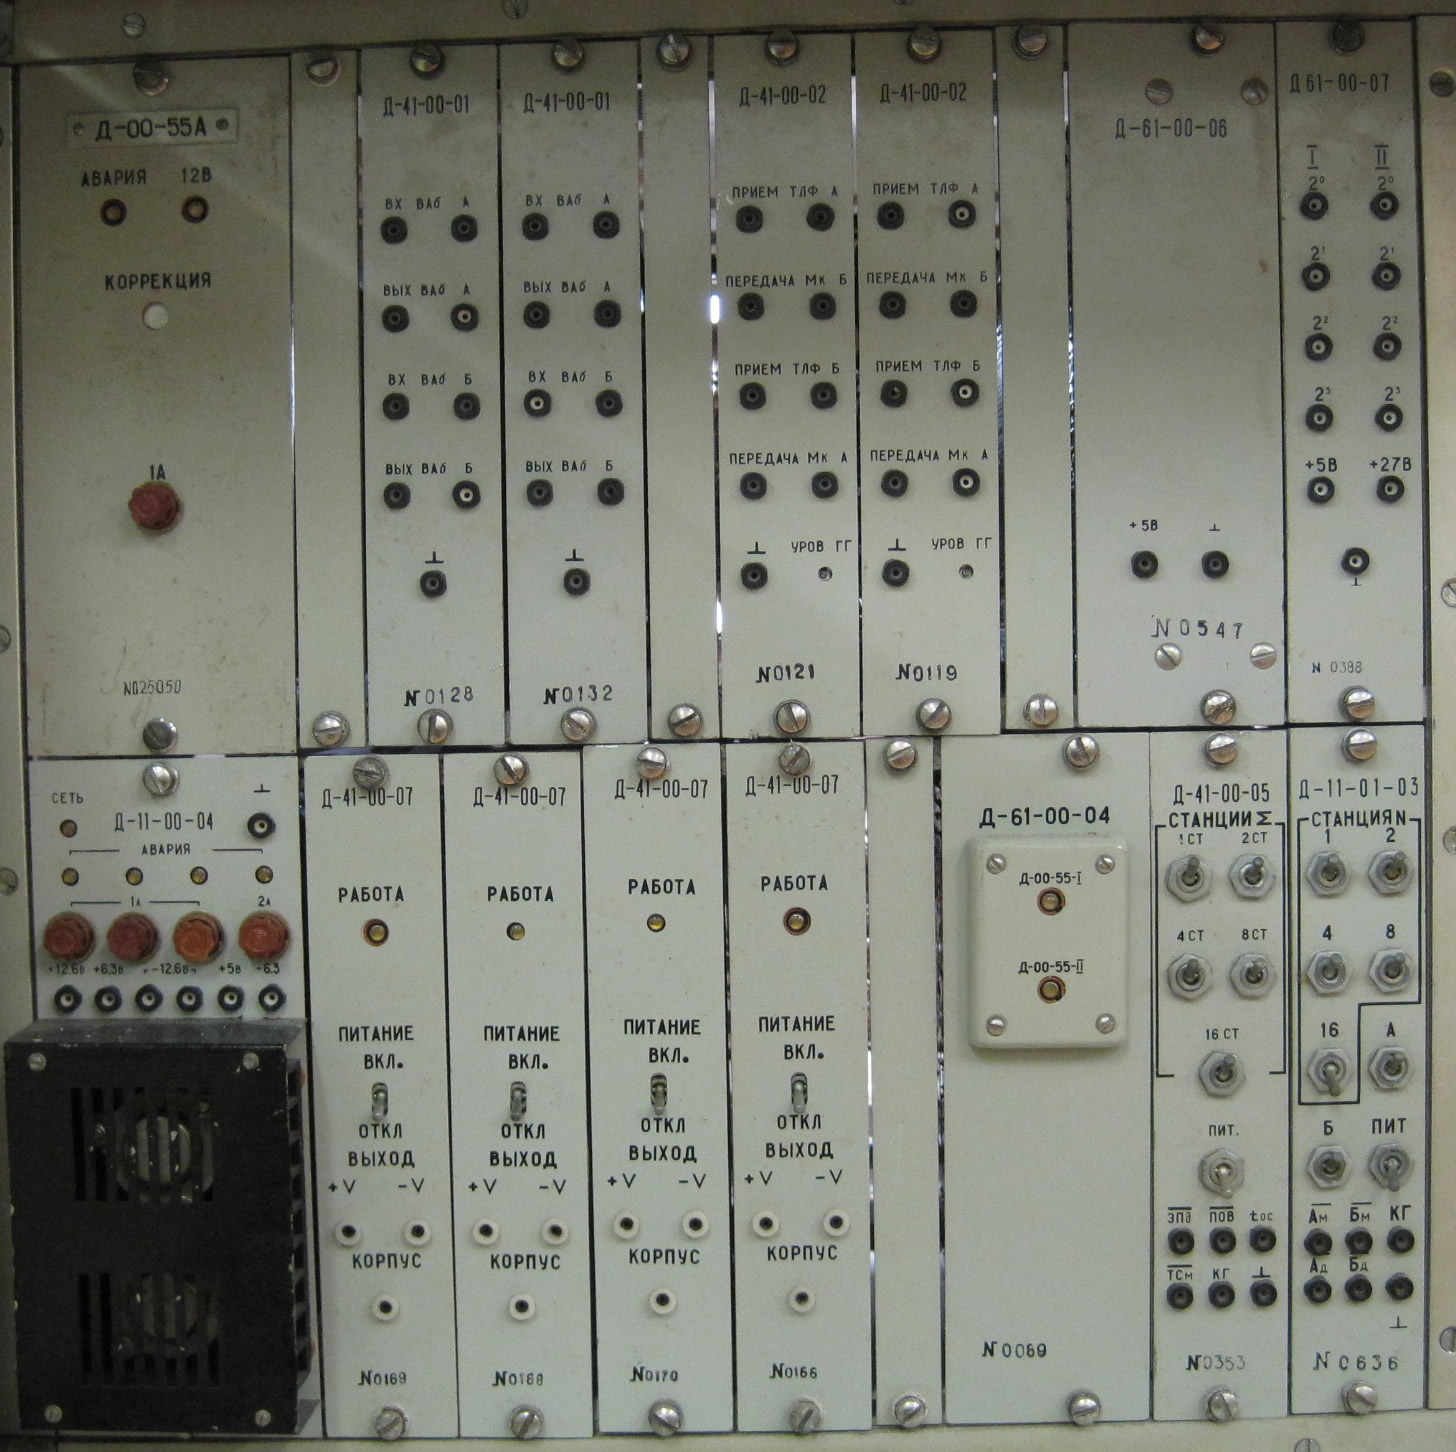 Д-00-55А
АВАРИЯ 12В
КОРРЕКЦИЯ
1А
N025050
Д-41-00-01
ВХ ВАб А
ВЫХ ВАб А
ВХ ВАб Б
ВЫХ ВАб Б
⊥
N0128
Д-41-00-01
ВХ ВАб А
ВЫХ ВАб А
ВХ ВАб Б
ВЫХ ВАб Б
⊥
N0132
Д-41-00-02
ПРИЕМ ТЛФ А
ПЕРЕДАЧА Мк Б
ПРИЕМ ТЛФ Б
ПЕРЕДАЧА Мк А
⊥ УРОВ ГГ
N0121
Д-41-00-02
ПРИЕМ ТЛФ А
ПЕРЕДАЧА Мк Б
ПРИЕМ ТЛФ Б
ПЕРЕДАЧА Мк А
⊥ УРОВ ГГ
N0119
Д-61-00-06
+5В ⊥
N0547
Д61-00-07
I II
2⁰ 2⁰
2¹ 2¹
2² 2²
2³ 2³
+5В +27В
⊥
N 0388
СЕТЬ ⊥
Д-11-00-04
АВАРИЯ
1А 2А
+12.6В +6,3В -12,6В +5В -6.3
Д-41-00-07
РАБОТА
ПИТАНИЕ
ВКЛ.
ОТКЛ
ВЫХОД
+V -V
КОРПУС
N0169
Д-41-00-07
РАБОТА
ПИТАНИЕ
ВКЛ.
ОТКЛ
ВЫХОД
+V -V
КОРПУС
N0168
Д-41-00-07
РАБОТА
ПИТАНИЕ
ВКЛ.
ОТКЛ
ВЫХОД
+V -V
КОРПУС
N0170
Д-41-00-07
РАБОТА
ПИТАНИЕ
ВКЛ.
ОТКЛ
ВЫХОД
+V -V
КОРПУС
N0166
Д-61-00-04
Д-00-55-I
Д-00-55-II
N0069
Д-41-00-05
СТАНЦИИ Σ
1СТ 2СТ
4СТ 8СТ
16СТ
ПИТ.
ЗПд ПОВ tос
ТСм КГ ⊥
N0353
Д-11-01-03
СТАНЦИЯ N
1 2
4 8
16 А
Б ПИТ
Ам Бм КГ
Ад Бд
⊥
N0636